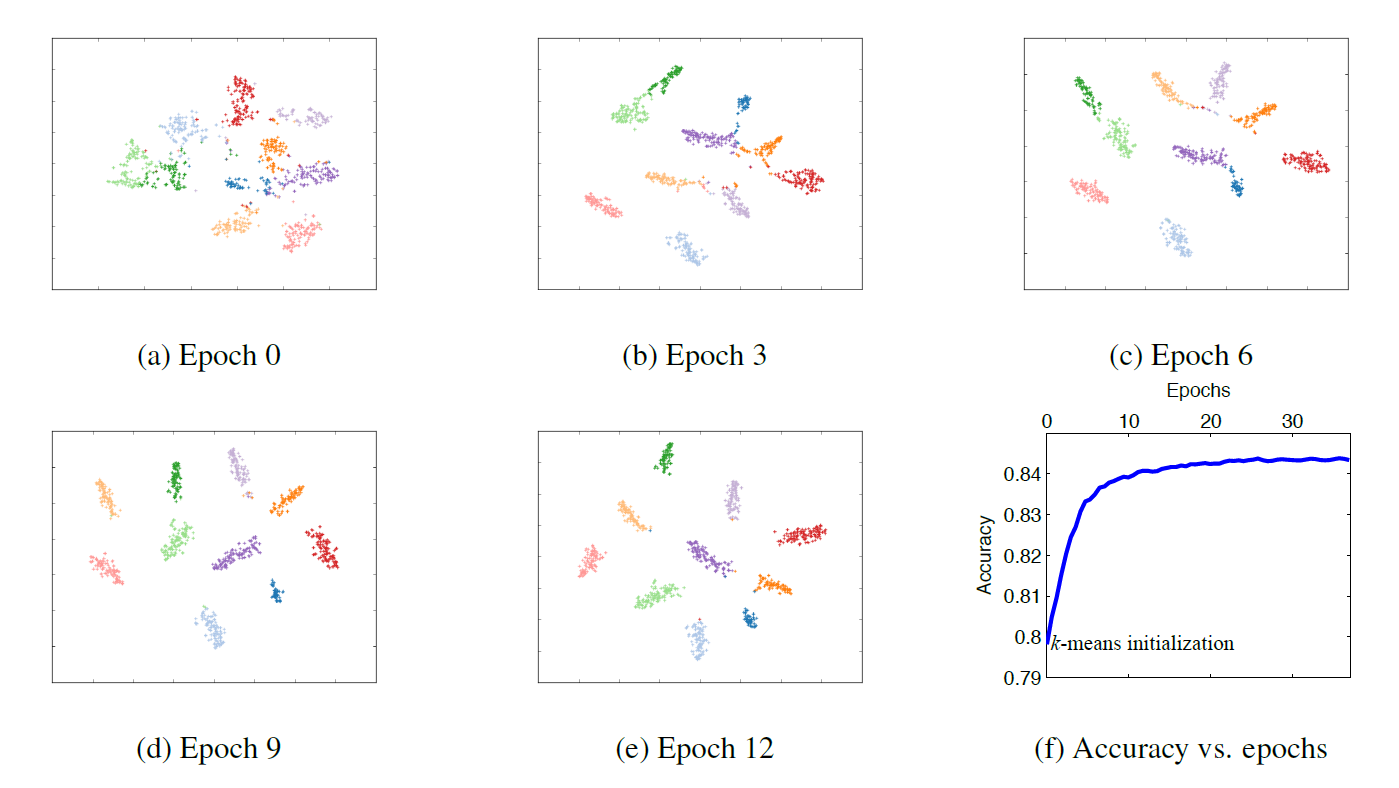 (a) Epoch 0
(b) Epoch 3
(c) Epoch 6
Epochs
0 10 20 30
0.84
0.83
0.82
0.81
0.8
0.79
Accuracy
k-means initialization
(d) Epoch 9
(e) Epoch 12
(f) Accuracy vs. epochs